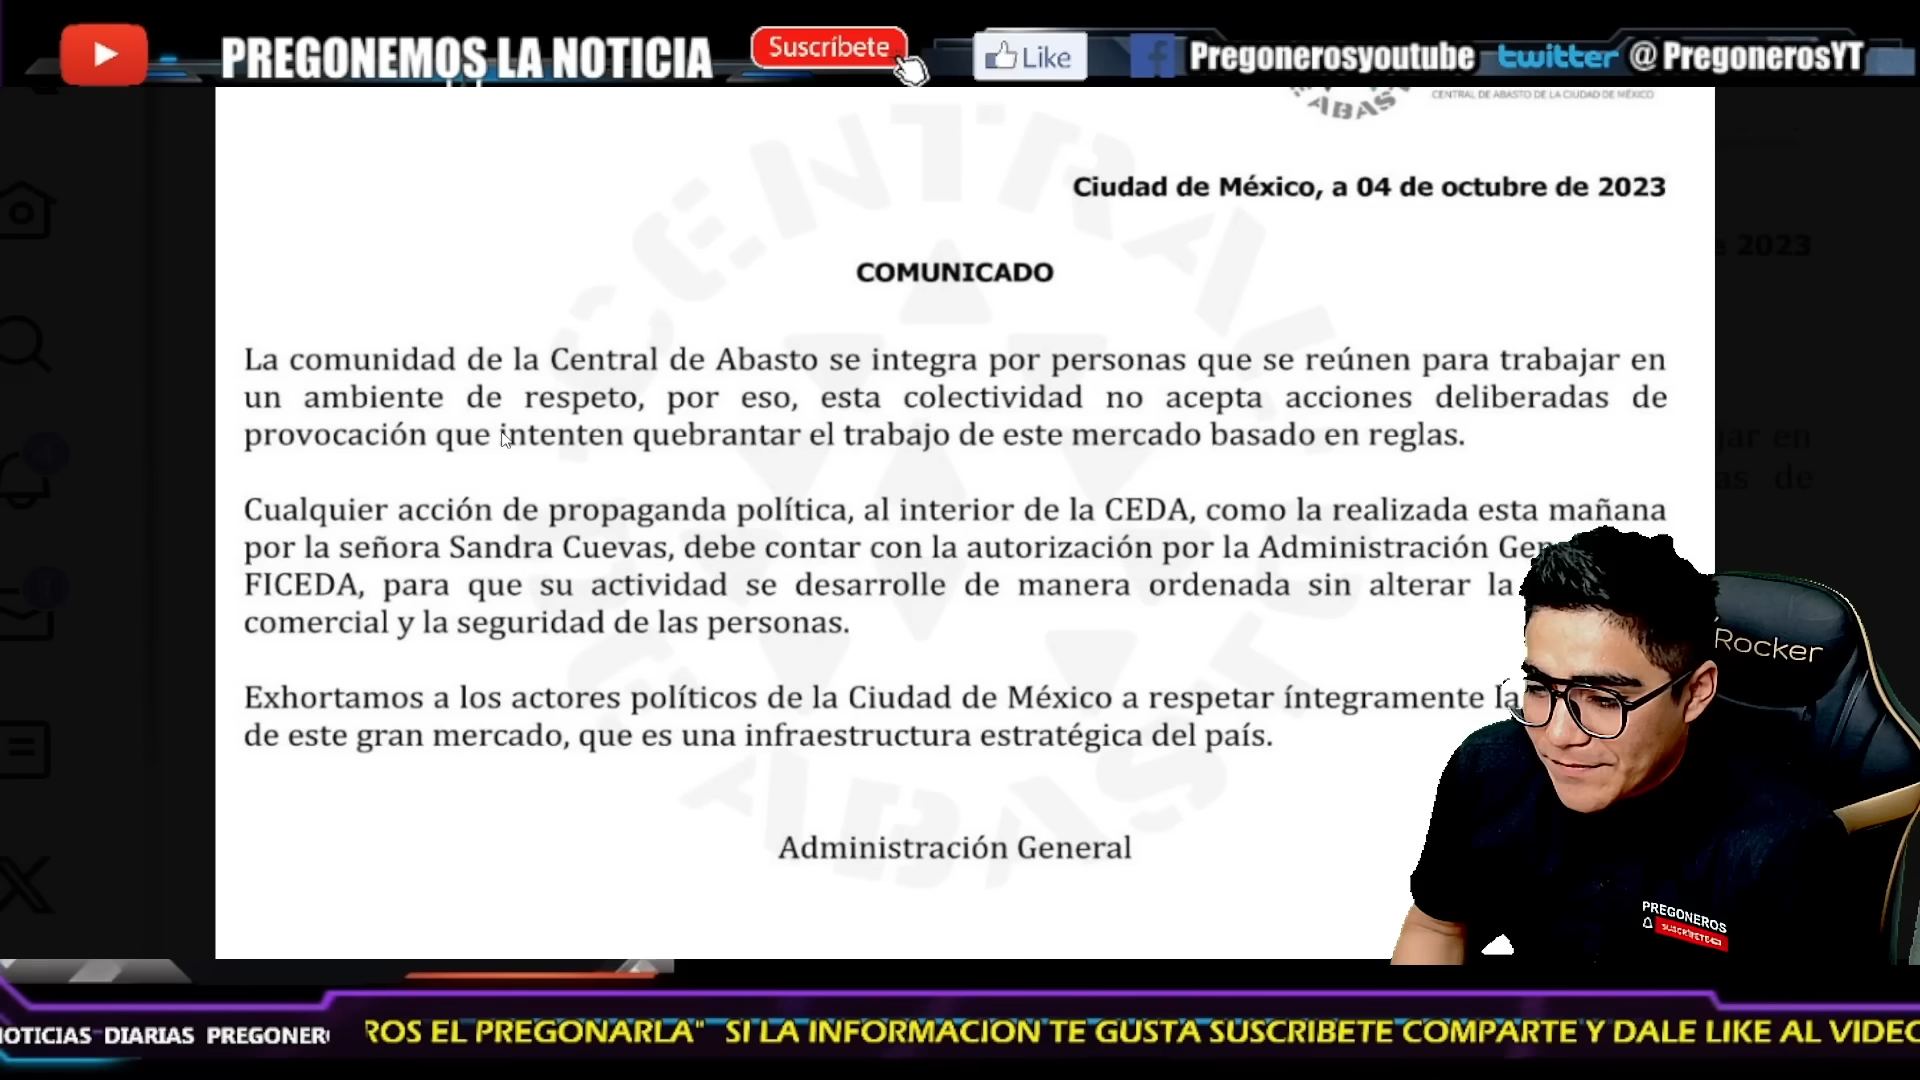 PREGONEMOS LA NOTICIA
Suscríbete
Like
Pregonerosyoutube
twitter @PregonerosYT
CENTRAL DE ABASTO DE LA CIUDAD DE MÉXICO
Ciudad de México, a 04 de octubre de 2023
2023
COMUNICADO
La comunidad de la Central de Abasto se integra por personas que se reúnen para trabajar en
un ambiente de respeto, por eso, esta colectividad no acepta acciones deliberadas de
provocación que intenten quebrantar el trabajo de este mercado basado en reglas.
Cualquier acción de propaganda política, al interior de la CEDA, como la realizada esta mañana
por la señora Sandra Cuevas, debe contar con la autorización por la Administración Gen
FICEDA, para que su actividad se desarrolle de manera ordenada sin alterar la
comercial y la seguridad de las personas.
Exhortamos a los actores políticos de la Ciudad de México a respetar íntegramente la
de este gran mercado, que es una infraestructura estratégica del país.
Administración General
CENTRAL
ABASTO
Rocker
PREGONEROS
SUSCRÍBETE
OTICIAS DIARIAS PREGONER
ROS EL PREGONARLA" SI LA INFORMACION TE GUSTA SUSCRIBETE COMPARTE Y DALE LIKE AL VIDEO